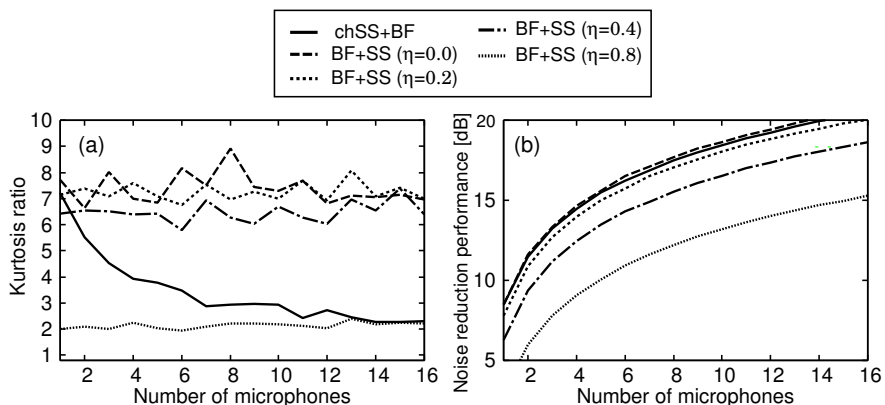 chSS+BF
BF+SS (η=0.0)
BF+SS (η=0.2)
BF+SS (η=0.4)
BF+SS (η=0.8)
(a)
Kurtosis ratio
10
9
8
7
6
5
4
3
2
1
2 4 6 8 10 12 14 16
Number of microphones
(b)
Noise reduction performance [dB]
20
15
10
5
2 4 6 8 10 12 14 16
Number of microphones